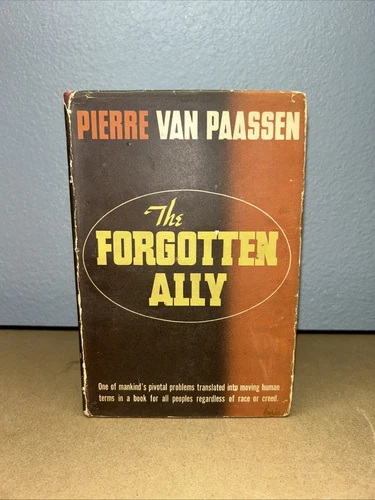 PIERRE VAN PAASSEN
The
FORGOTTEN
ALLY
One of mankind's pivotal problems translated into moving human
terms in a book for all peoples regardless of race or creed.